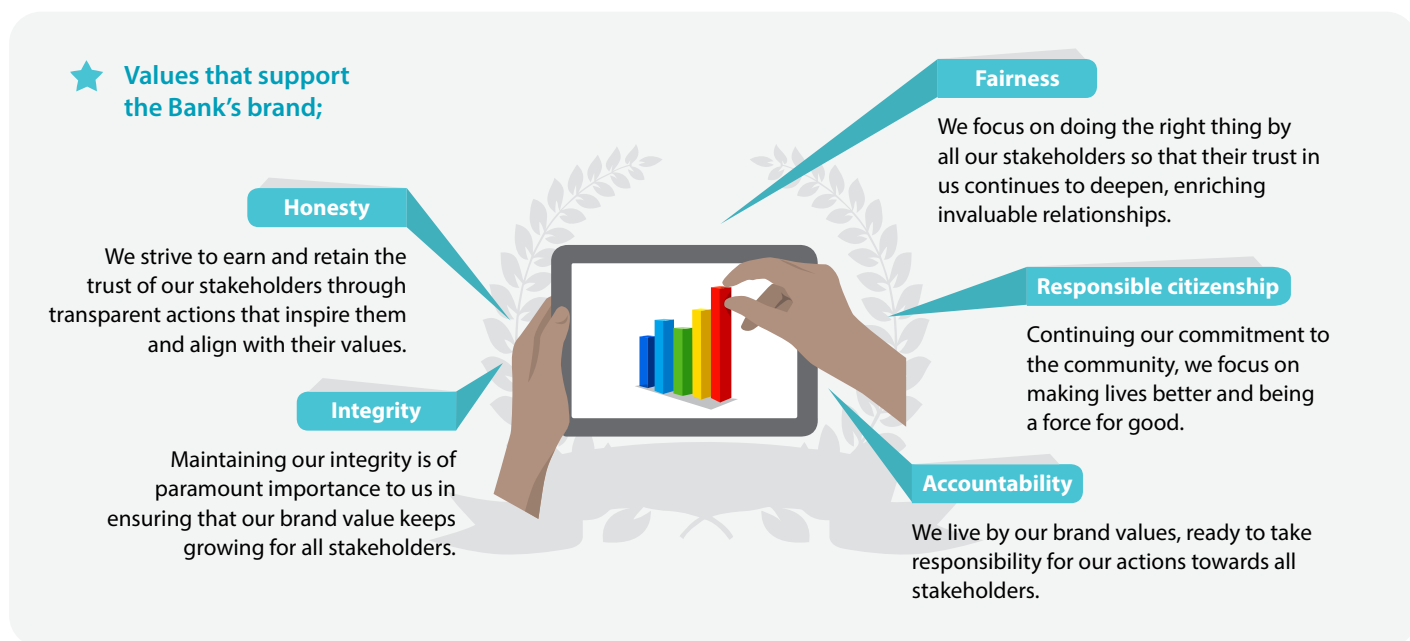 Values that support
the Bank’s brand;
Honesty
We strive to earn and retain the
trust of our stakeholders through
transparent actions that inspire them
and align with their values.
Integrity
Maintaining our integrity is of
paramount importance to us in
ensuring that our brand value keeps
growing for all stakeholders.
Fairness
We focus on doing the right thing by
all our stakeholders so that their trust in
us continues to deepen, enriching
invaluable relationships.
Responsible citizenship
Continuing our commitment to
the community, we focus on
making lives better and being
a force for good.
Accountability
We live by our brand values, ready to take
responsibility for our actions towards all
stakeholders.